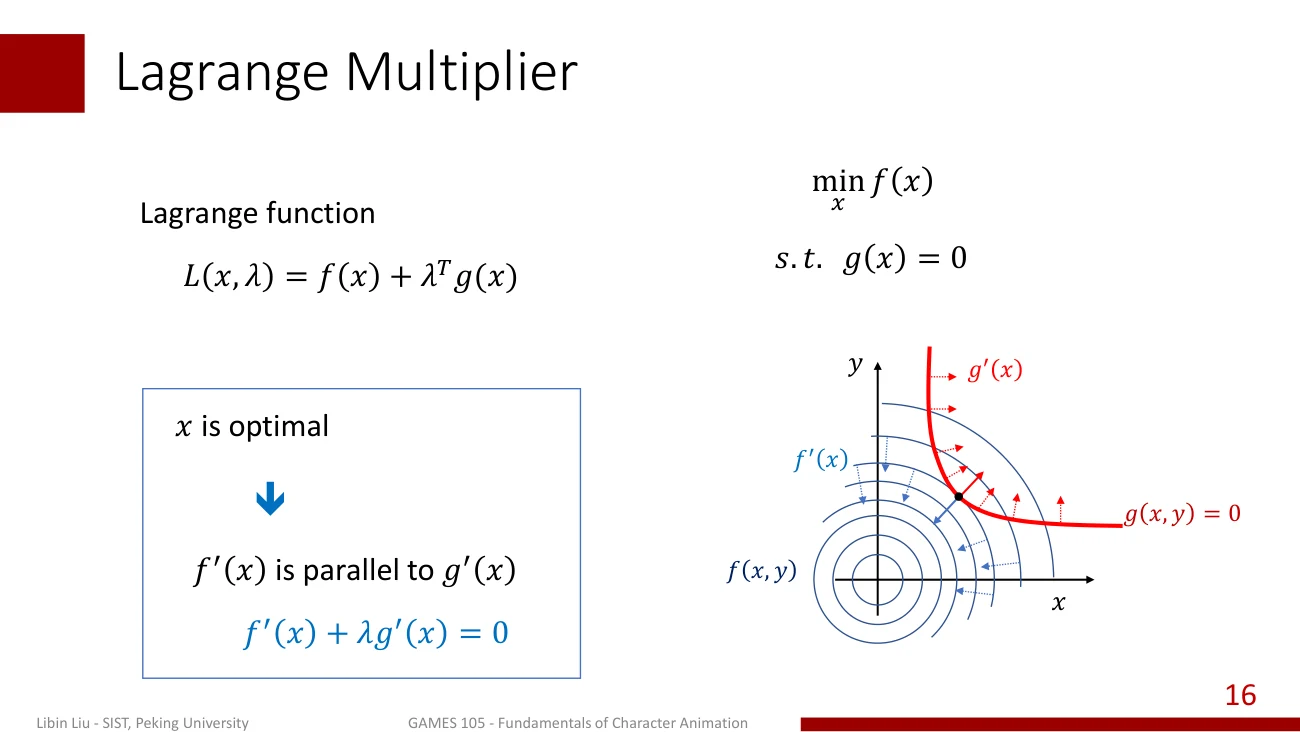 Lagrange Multiplier
Lagrange function
L(x, λ) = f(x) + λᵀg(x)
min f(x)
x
s.t. g(x) = 0
x is optimal
f′(x) is parallel to g′(x)
f′(x) + λg′(x) = 0
y
g′(x)
f′(x)
g(x, y) = 0
f(x, y)
x
16
Libin Liu - SIST, Peking University
GAMES 105 - Fundamentals of Character Animation